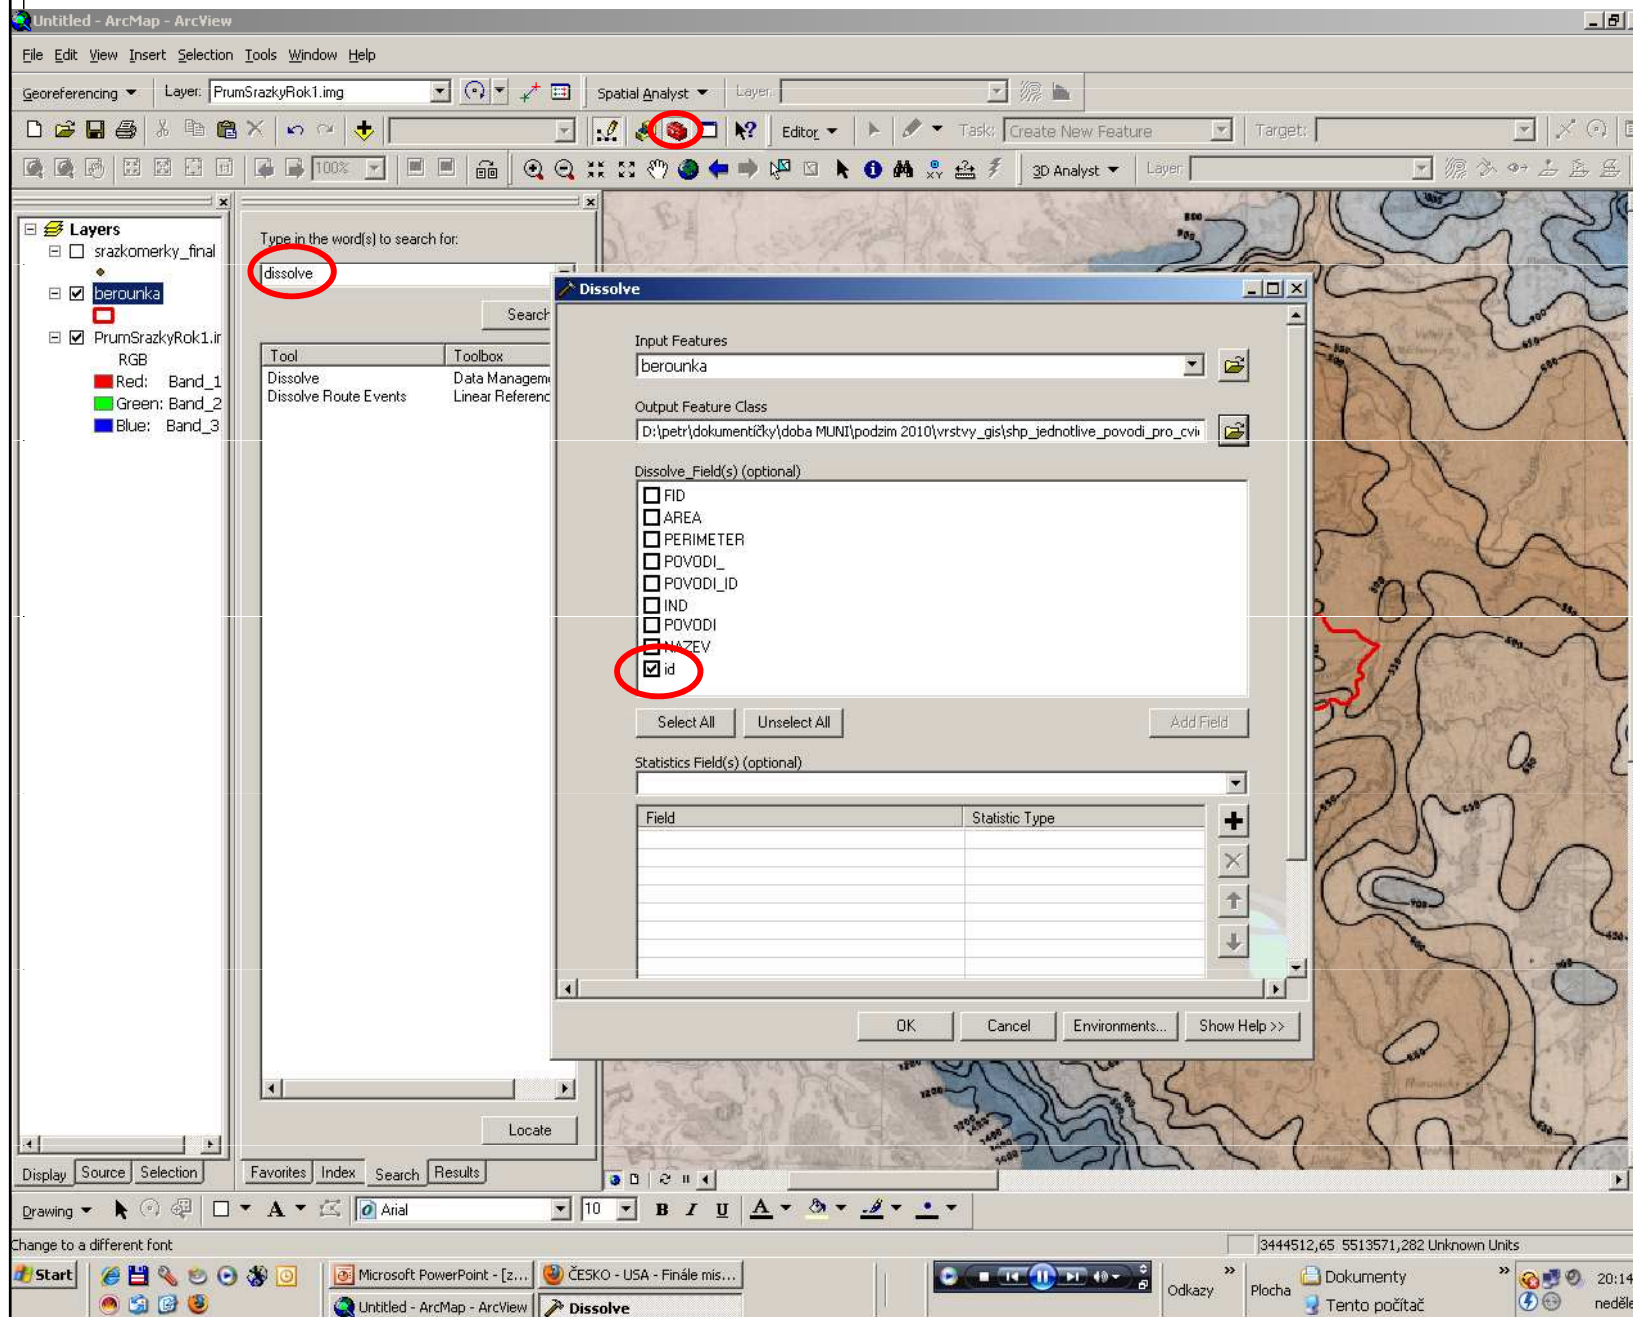 Untitled - ArcMap - ArcView
File Edit View Insert Selection Tools Window Help
Georeferencing Layer: PrumSrazkyRok1.img Spatial Analyst Layer:
Editor Task: Create New Feature Target:
100% 3D Analyst Layer:
Layers
srazkomerky_final
berounka
PrumSrazkyRok1.ir
RGB
Red: Band_1
Green: Band_2
Blue: Band_3
Type in the word(s) to search for:
dissolve
Search
Tool Toolbox
Dissolve Data Managem
Dissolve Route Events Linear Referenc
Locate
Dissolve
Input Features
berounka
Output Feature Class
D:\petr\dokumentíčky\doba MUNI\podzim 2010\vrstvy_gis\shp_jednotlive_povodi_pro_cvi
Dissolve_Field(s) (optional)
FID
AREA
PERIMETER
POVODI_
POVODI_ID
IND
POVODI
NAZEV
id
Select All Unselect All Add Field
Statistics Field(s) (optional)
Field Statistic Type
OK Cancel Environments... Show Help >>
Display Source Selection Favorites Index Search Results
Drawing A Arial 10 B I U A
Change to a different font 3444512,65 5513571,282 Unknown Units
Start Microsoft PowerPoint - [z... ČESKO - USA - Finále mis... Odkazy Plocha Dokumenty 20:14
Untitled - ArcMap - ArcView Dissolve Tento počítač neděle